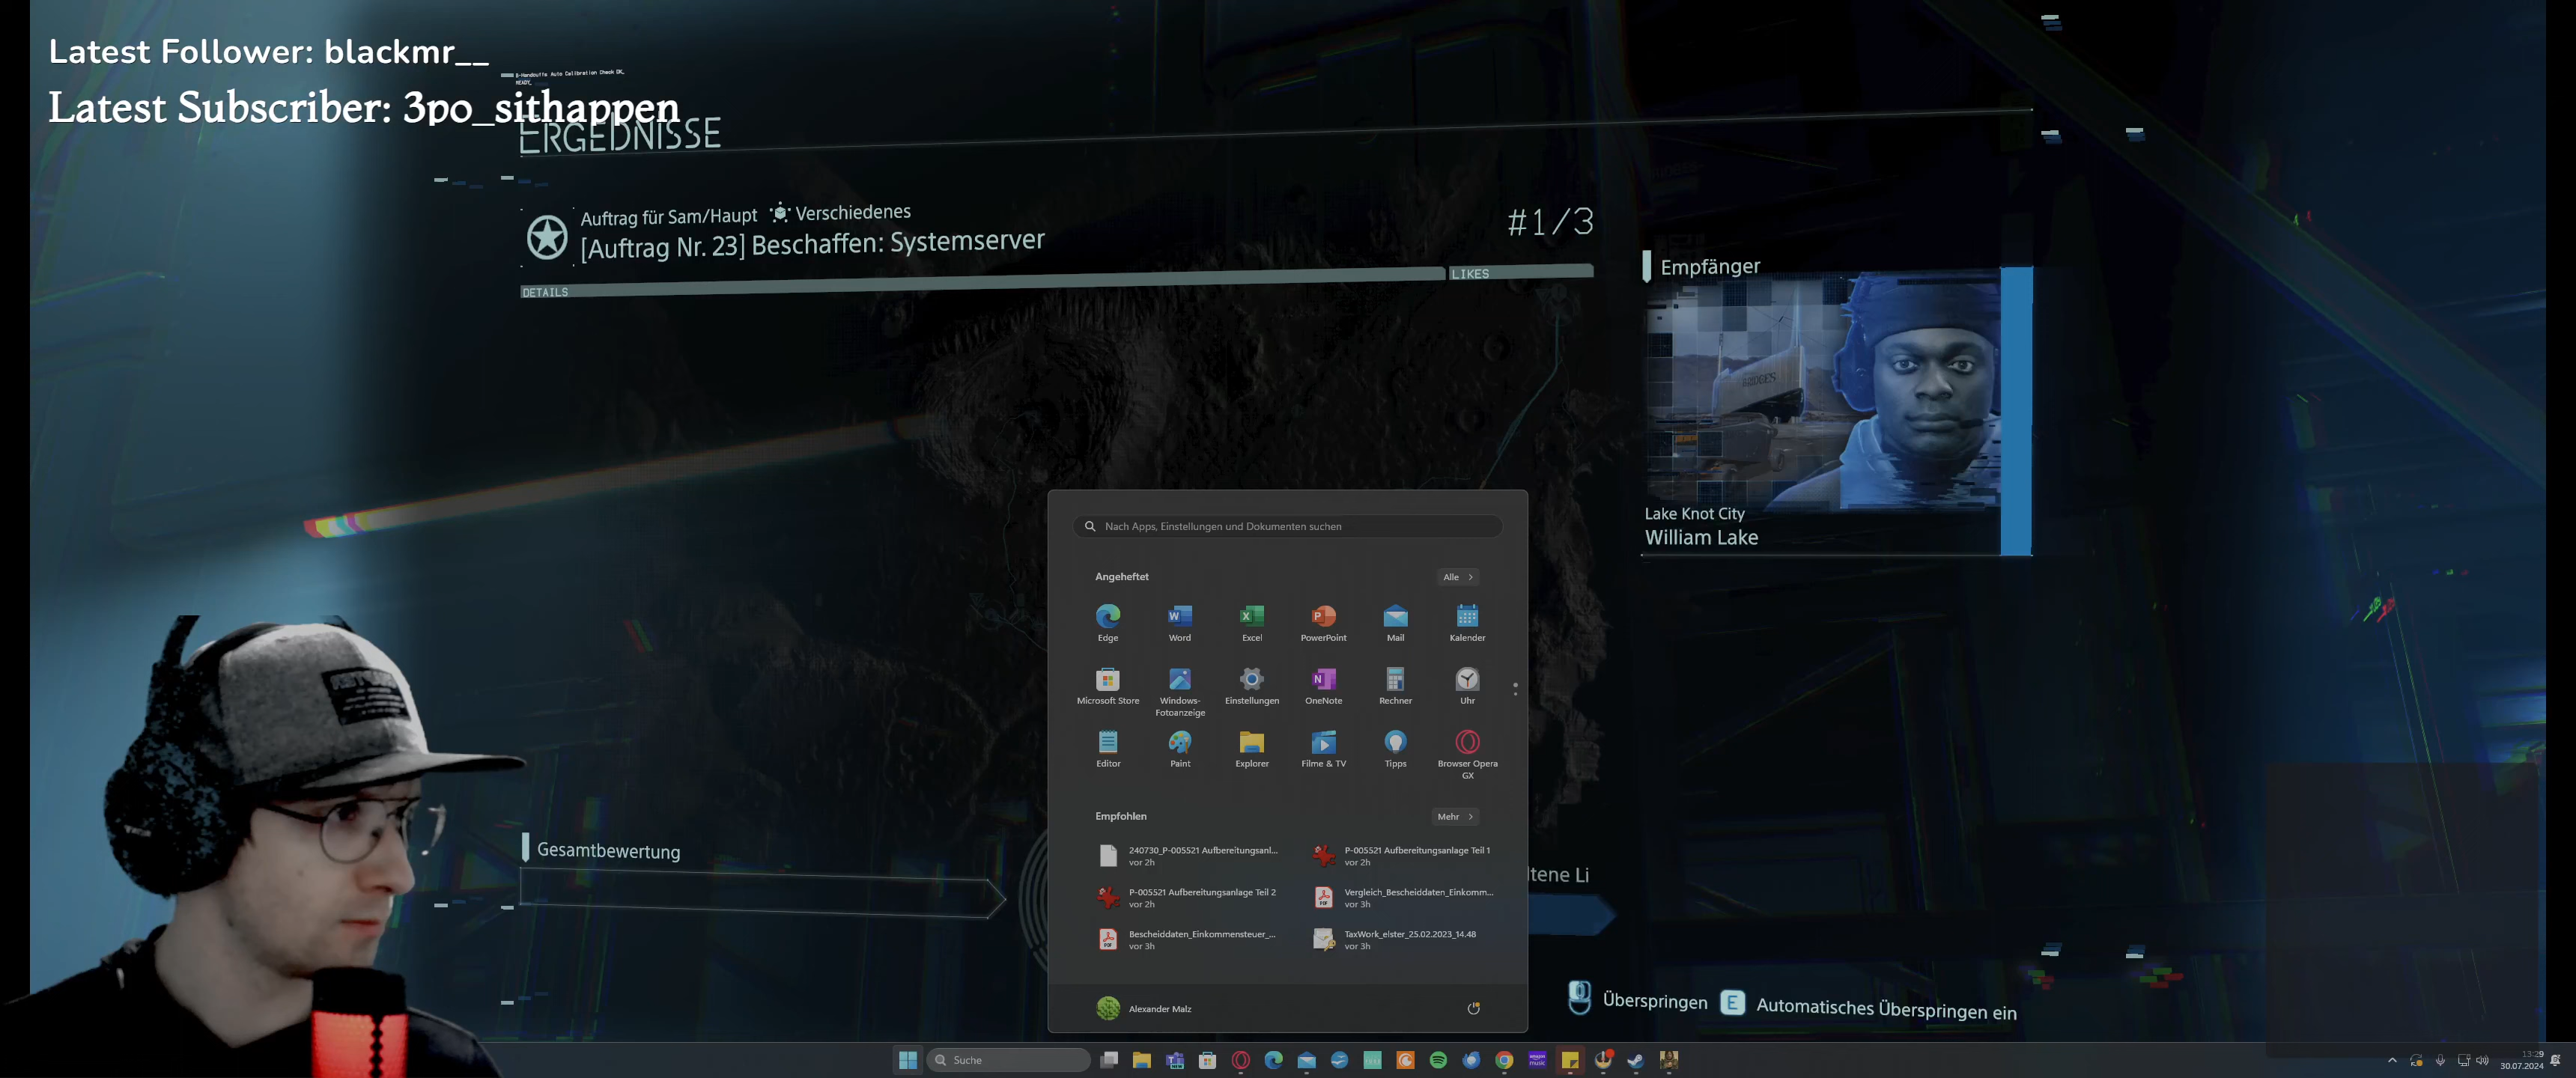 Latest Follower: blackmr__
Latest Subscriber: 3po_sithappen
READY_
ERGEBNISSE
Auftrag für Sam/Haupt Verschiedenes
[Auftrag Nr. 23] Beschaffen: Systemserver
#1/3
DETAILS
LIKES
Empfänger
BRIDGES
Lake Knot City
William Lake
Nach Apps, Einstellungen und Dokumenten suchen
Angeheftet
Alle
Edge
Word
Excel
PowerPoint
Mail
Kalender
Microsoft Store
Windows-
Fotoanzeige
Einstellungen
OneNote
Rechner
Uhr
Editor
Paint
Explorer
Filme & TV
Tipps
Browser Opera
GX
Empfohlen
Mehr
240730_P-005521 Aufbereitungsanl...
vor 2h
P-005521 Aufbereitungsanlage Teil 1
vor 2h
P-005521 Aufbereitungsanlage Teil 2
vor 2h
Vergleich_Bescheiddaten_Einkomm...
vor 3h
Bescheiddaten_Einkommensteuer_...
vor 3h
TaxWork_elster_25.02.2023_14.48
vor 3h
Alexander Malz
Gesamtbewertung
ltene Li
Überspringen E Automatisches Überspringen ein
Suche
13:29
30.07.2024